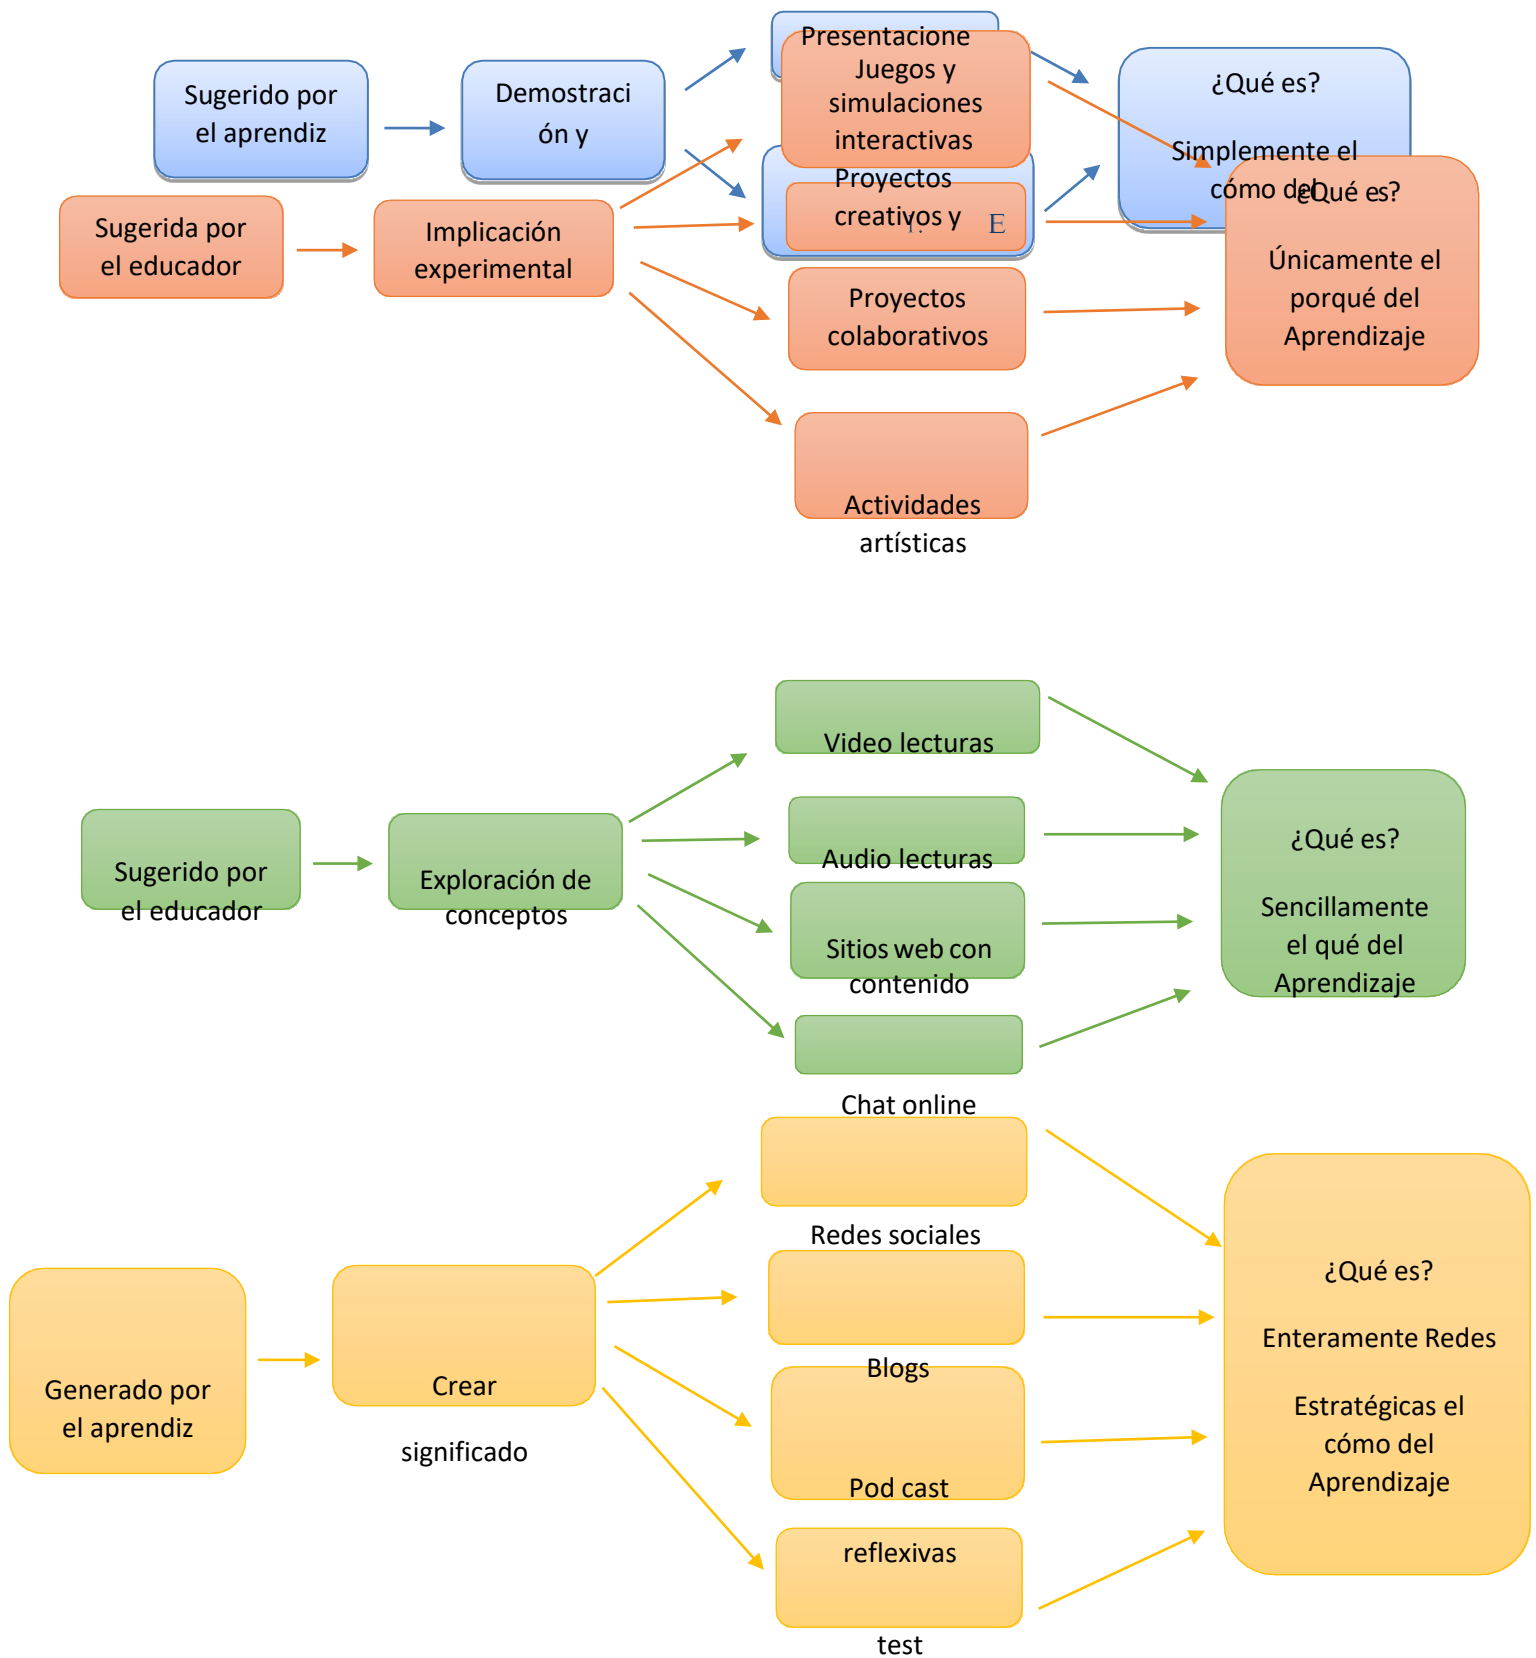 Sugerido por
el aprendiz
Demostraci
ón y
Presentacione
¿Qué es?
Simplemente el
cómo del
Sugerida por
el educador
Implicación
experimental
Juegos y
simulaciones
interactivas
Proyectos
creativos y
E
Proyectos
colaborativos
Actividades
artísticas
¿Qué es?
Únicamente el
porqué del
Aprendizaje
Sugerido por
el educador
Exploración de
conceptos
Video lecturas
Audio lecturas
Sitios web con
contenido
Chat online
¿Qué es?
Sencillamente
el qué del
Aprendizaje
Generado por
el aprendiz
Crear
significado
Redes sociales
Blogs
Pod cast
reflexivas
test
¿Qué es?
Enteramente Redes
Estratégicas el
cómo del
Aprendizaje